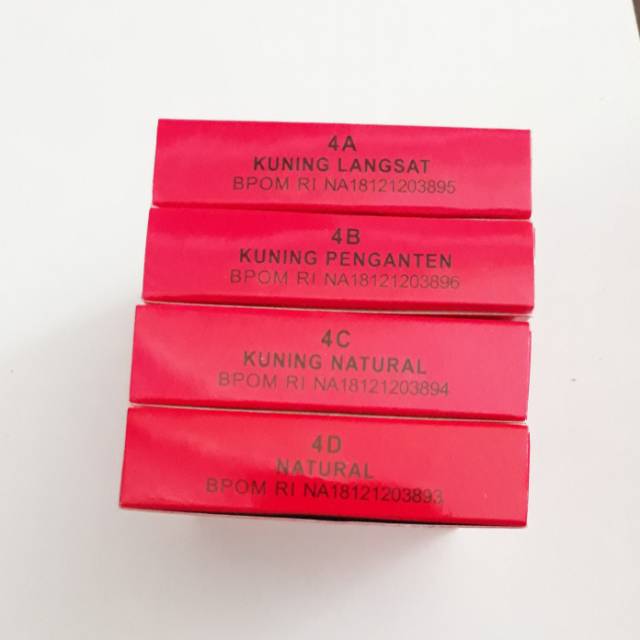 4A
KUNING LANGSAT
BPOM RI NA18121203895
4B
KUNING PENGANTEN
BPOM RI NA18121203896
4C
KUNING NATURAL
BPOM RI NA18121203894
4D
NATURAL
BPOM RI NA18121203893